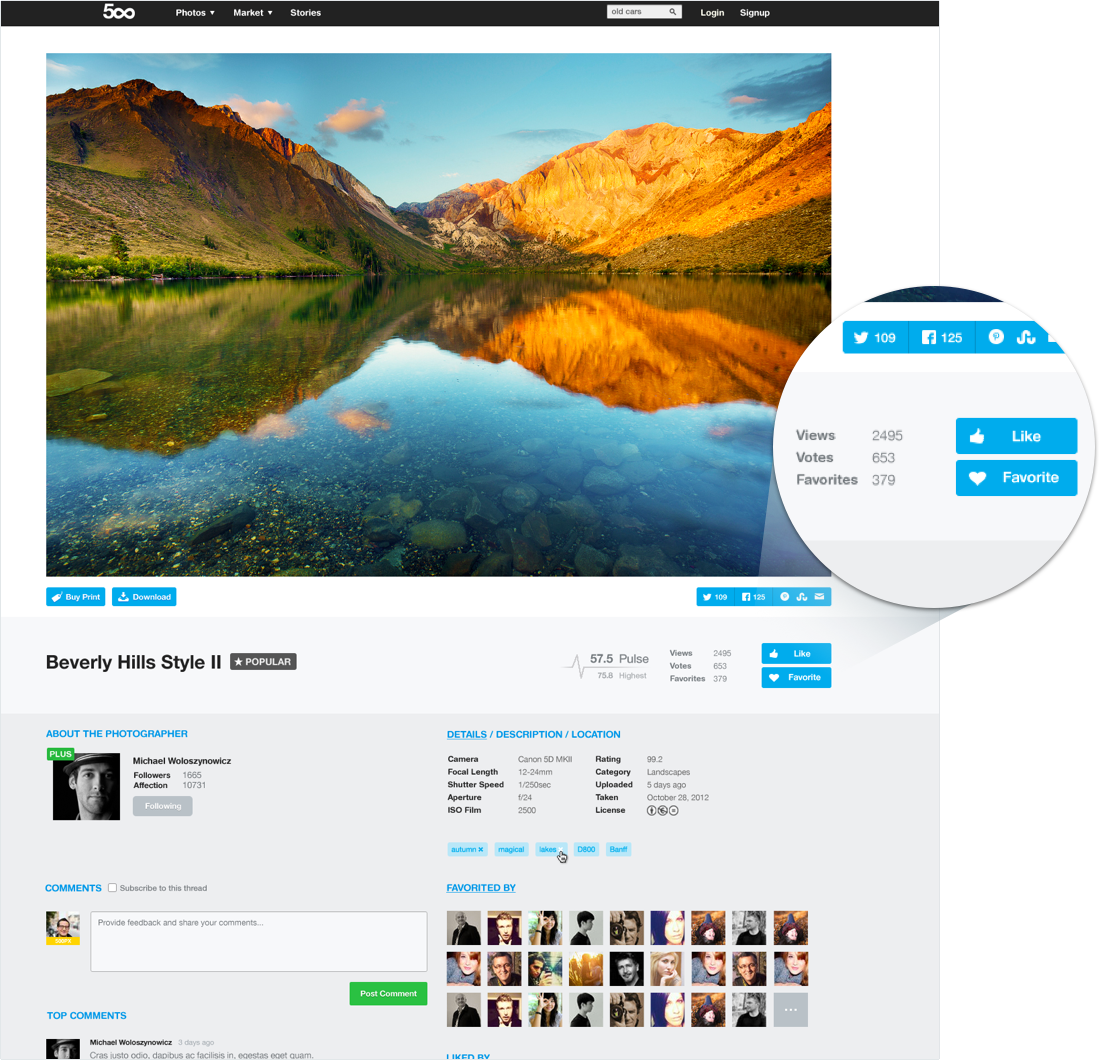 500
Photos Market Stories old cars Login Signup
109 125
Views 2495
Votes 653
Favorites 379
Like
Favorite
Buy Print Download 109 125
Beverly Hills Style II POPULAR
57.5 Pulse
75.8 Highest
Views 2495
Votes 653
Favorites 379
Like
Favorite
ABOUT THE PHOTOGRAPHER
PLUS
Michael Woloszynowicz
Followers 1665
Affection 10731
Following
DETAILS / DESCRIPTION / LOCATION
Camera Canon 5D MKII Rating 99.2
Focal Length 12-24mm Category Landscapes
Shutter Speed 1/250sec Uploaded 5 days ago
Aperture f/24 Taken October 28, 2012
ISO Film 2500 License
autumn × magical lakes D800 Banff
COMMENTS Subscribe to this thread
Provide feedback and share your comments...
Post Comment
FAVORITED BY
...
TOP COMMENTS
Michael Woloszynowicz 3 days ago
Cras justo odio, dapibus ac facilisis in, egestas eget quam.
LIKED BY